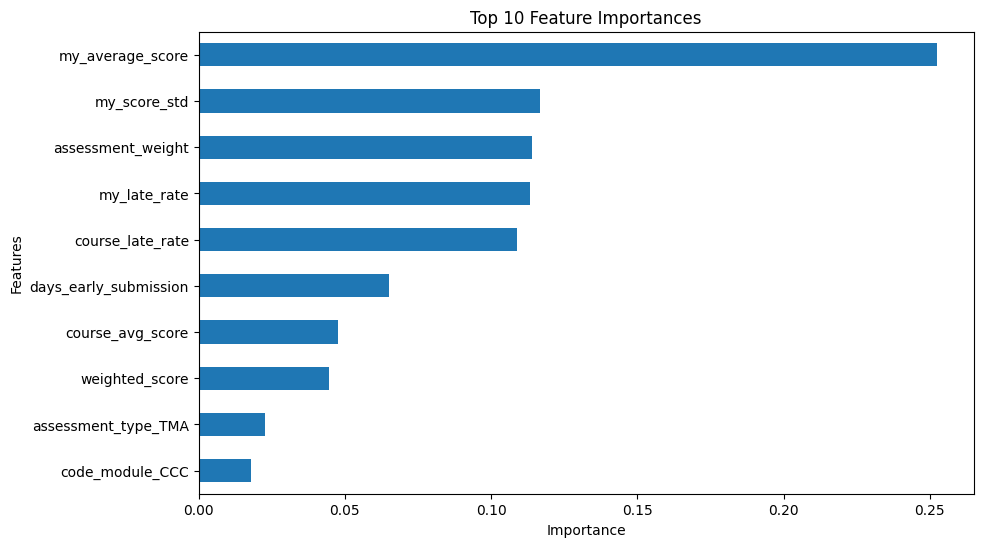 Top 10 Feature Importances
Features
my_average_score
my_score_std
assessment_weight
my_late_rate
course_late_rate
days_early_submission
course_avg_score
weighted_score
assessment_type_TMA
code_module_CCC
0.00 0.05 0.10 0.15 0.20 0.25
Importance